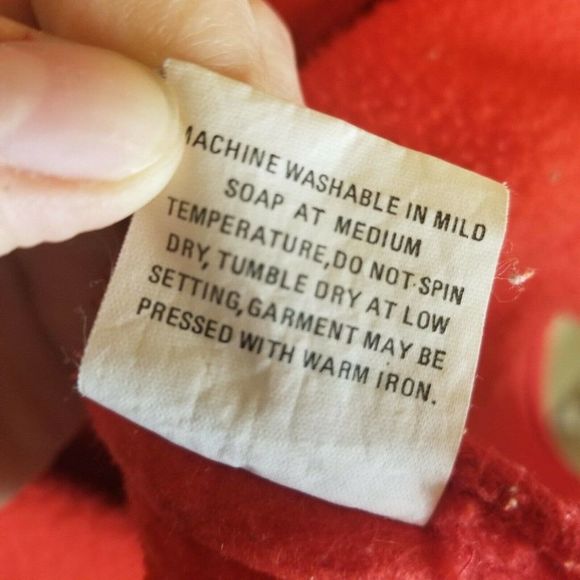 MACHINE WASHABLE IN MILD
SOAP AT MEDIUM
TEMPERATURE,DO NOT SPIN
DRY, TUMBLE DRY AT LOW
SETTING,GARMENT MAY BE
PRESSED WITH WARM IRON.